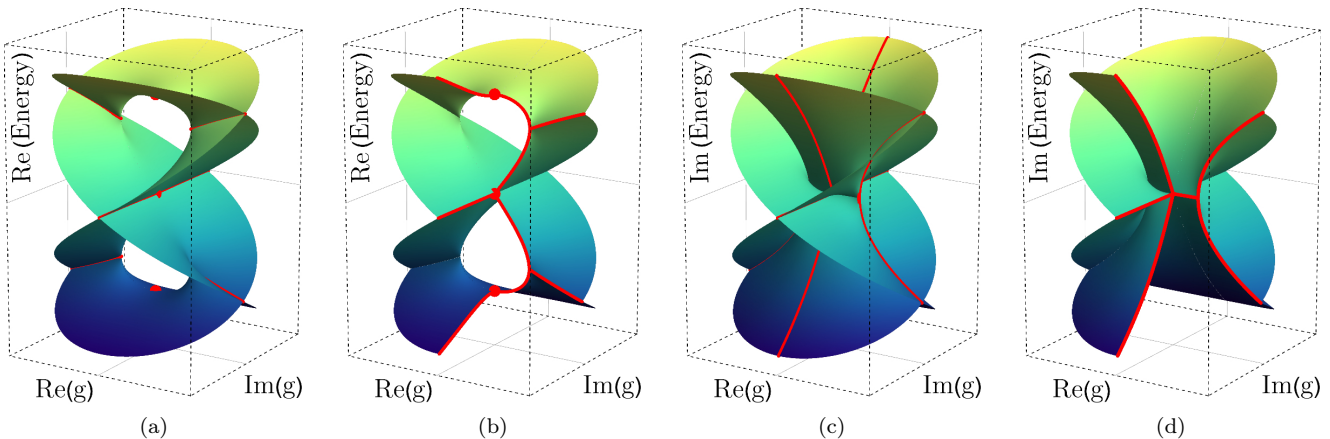 Re (Energy)
Re (Energy)
Im (Energy)
Im (Energy)
Re(g)
Im(g)
Re(g)
Im(g)
Re(g)
Im(g)
Re(g)
Im(g)
(a)
(b)
(c)
(d)